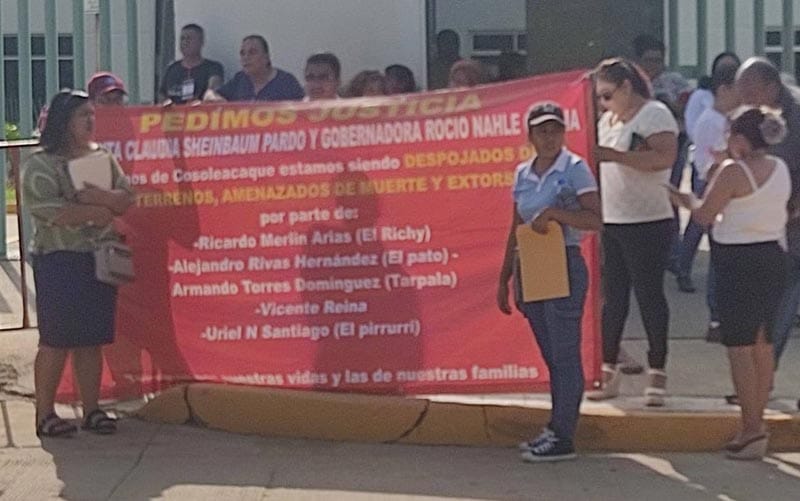 PEDIMOS JUSTICIA
CLAUDIA SHEINBAUM PARDO Y GOBERNADORA ROCIO NAHLE
de Cosoleacaque estamos siendo DESPOJADOS
TERRENOS, AMENAZADOS DE MUERTE Y
por parte de:
-Ricardo Merlin Arias (El Richy)
-Alejandro Rivas Hernández (El pato) -
Armando Torres Dominguez (Tarpala)
-Vicente Reina
-Uriel N Santiago (El pirrurri)
nuestras vidas y las de nuestras familias